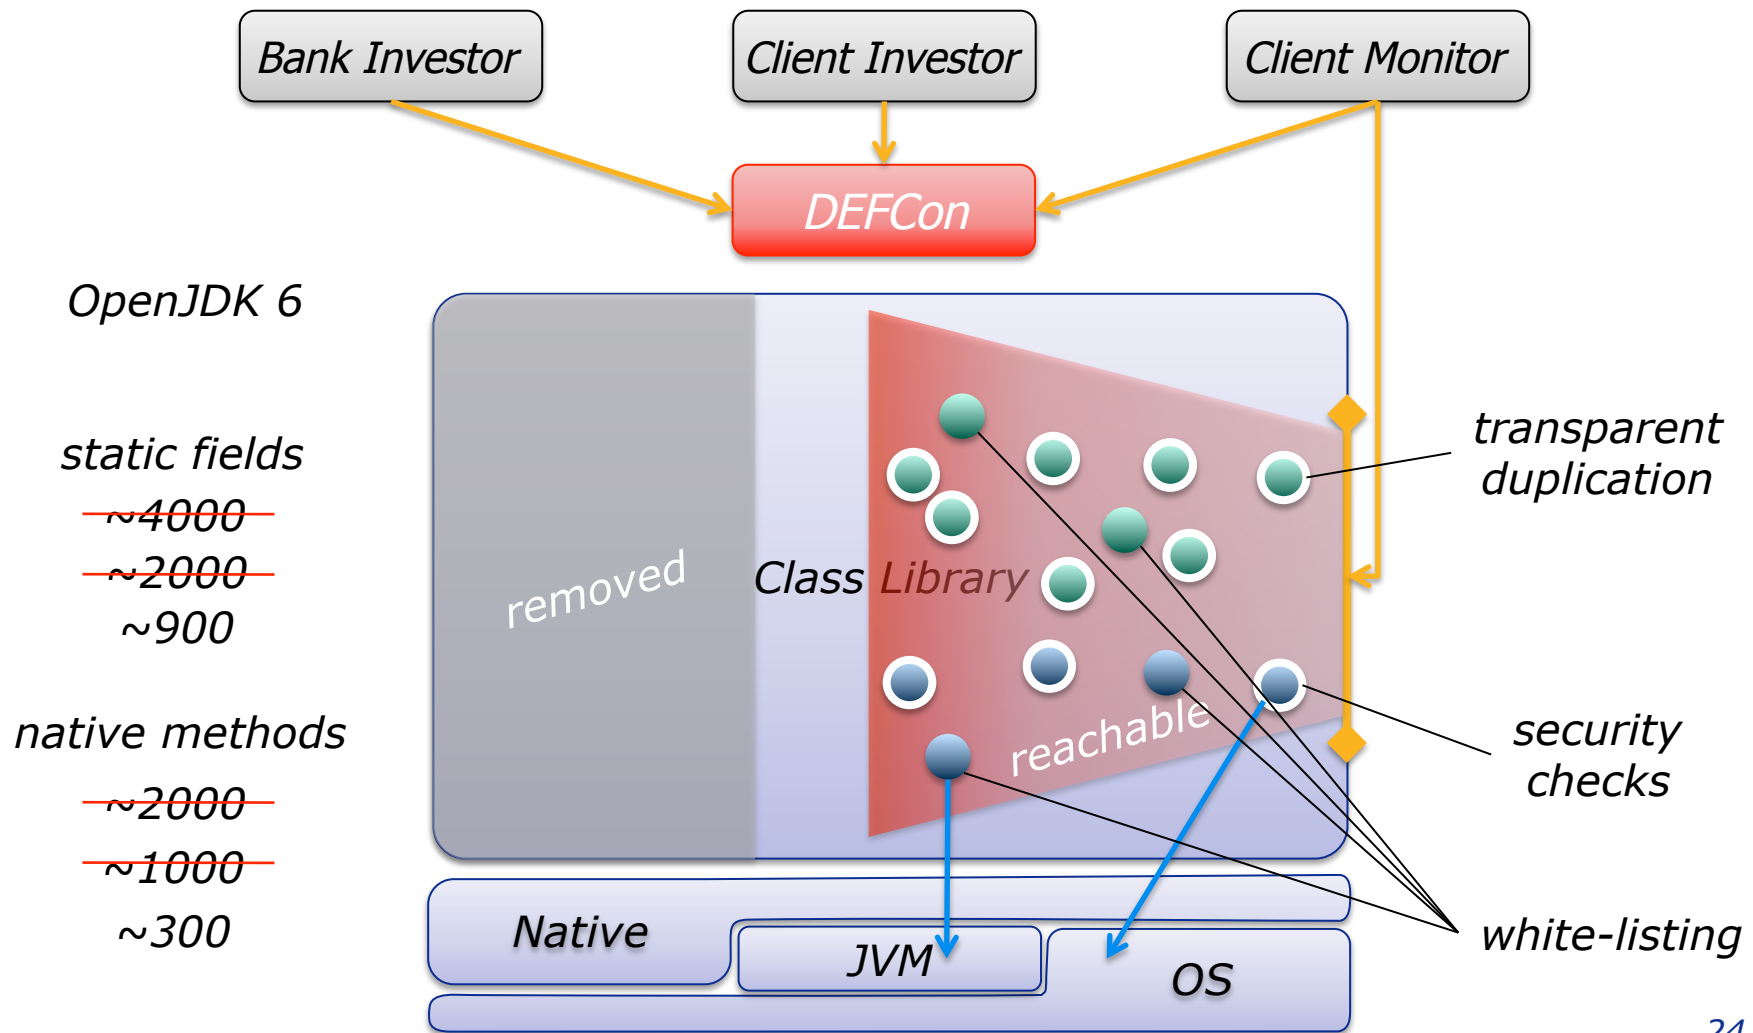 Bank Investor
Client Investor
Client Monitor
DEFCon
OpenJDK 6
static fields
~4000
~2000
~900
native methods
~2000
~1000
~300
removed
Class Library
reachable
transparent
duplication
security
checks
white-listing
Native
JVM
OS
24